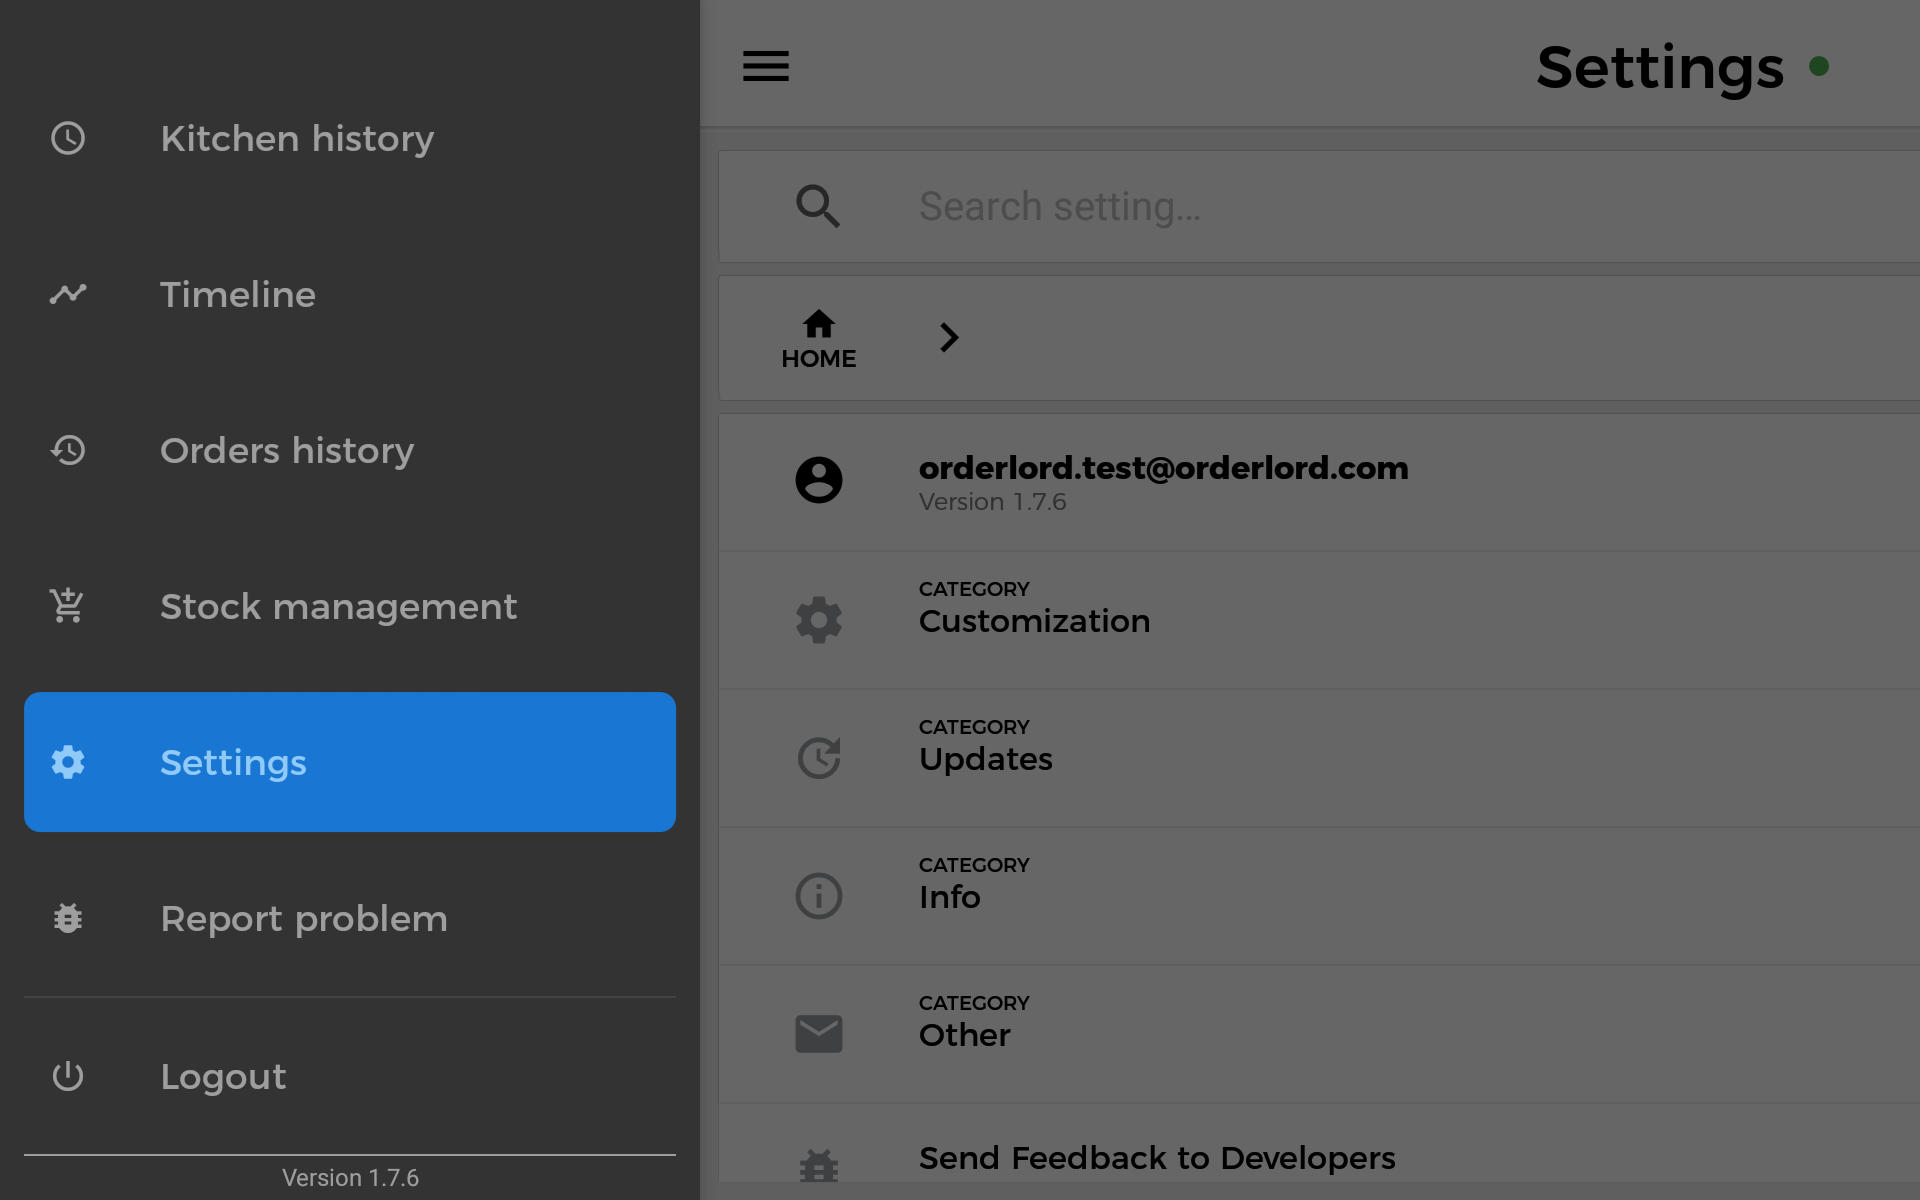 Kitchen history
Timeline
Orders history
Stock management
Settings
Report problem
Logout
Version 1.7.6
Settings
Search setting...
HOME
orderlord.test@orderlord.com
Version 1.7.6
CATEGORY
Customization
CATEGORY
Updates
CATEGORY
Info
CATEGORY
Other
Send Feedback to Developers